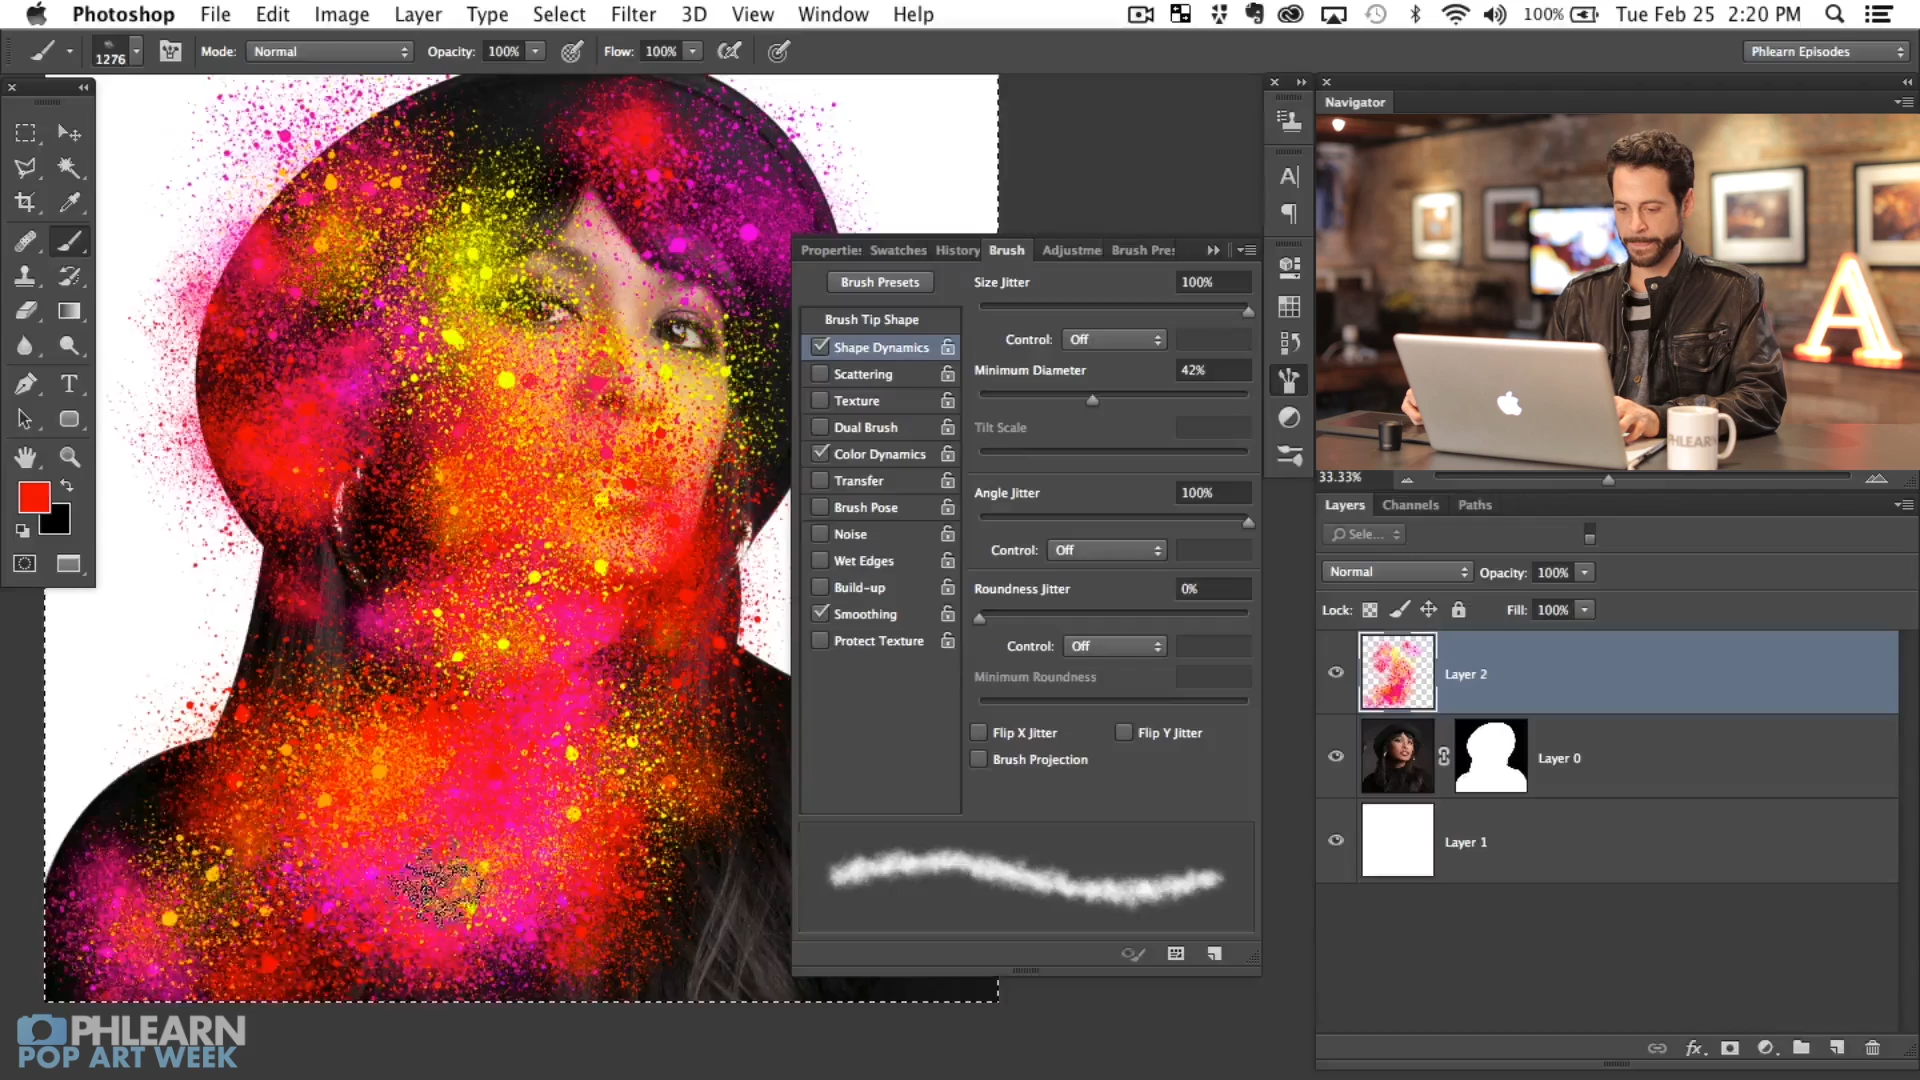 Photoshop File Edit Image Layer Type Select Filter 3D View Window Help 100% Tue Feb 25 2:20 PM
1276 Mode: Normal Opacity: 100% Flow: 100% Phlearn Episodes
Navigator
Properties Swatches History Brush Adjustme Brush Pre
Brush Presets
Brush Tip Shape
Shape Dynamics
Scattering
Texture
Dual Brush
Color Dynamics
Transfer
Brush Pose
Noise
Wet Edges
Build-up
Smoothing
Protect Texture
Size Jitter 100%
Control: Off
Minimum Diameter 42%
Tilt Scale
Angle Jitter 100%
Control: Off
Roundness Jitter 0%
Control: Off
Minimum Roundness
Flip X Jitter Flip Y Jitter
Brush Projection
A
PHLEARN
33.33%
Layers Channels Paths
Sele...
Normal Opacity: 100%
Lock: Fill: 100%
Layer 2
Layer 0
Layer 1
fx
PHLEARN
POP ART WEEK